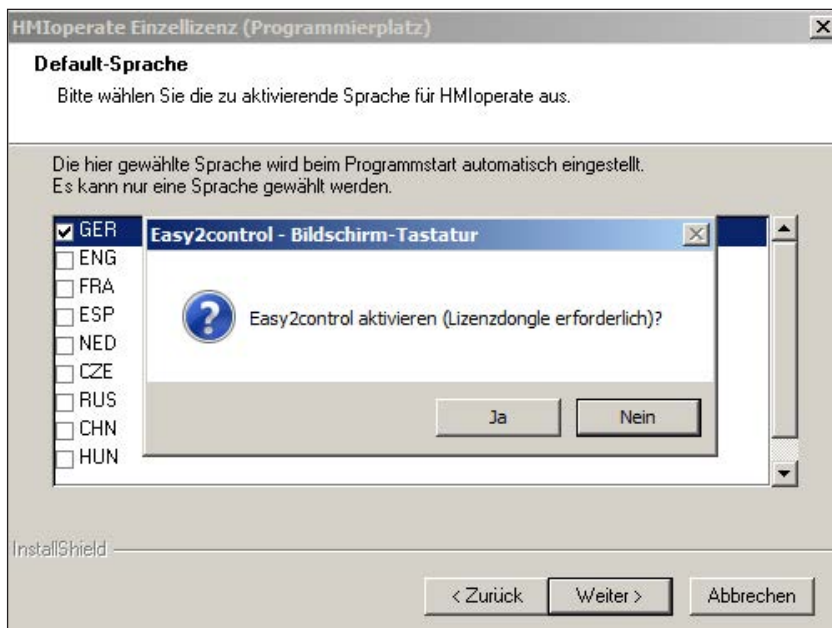 HMIoperate Einzellizenz (Programmierplatz)
Default-Sprache
Bitte wählen Sie die zu aktivierende Sprache für HMIoperate aus.
Die hier gewählte Sprache wird beim Programmstart automatisch eingestellt.
Es kann nur eine Sprache gewählt werden.
GER
ENG
FRA
ESP
NED
CZE
RUS
CHN
HUN
Easy2control - Bildschirm-Tastatur
Easy2control aktivieren (Lizenzdongle erforderlich)?
Ja Nein
InstallShield
< Zurück Weiter > Abbrechen